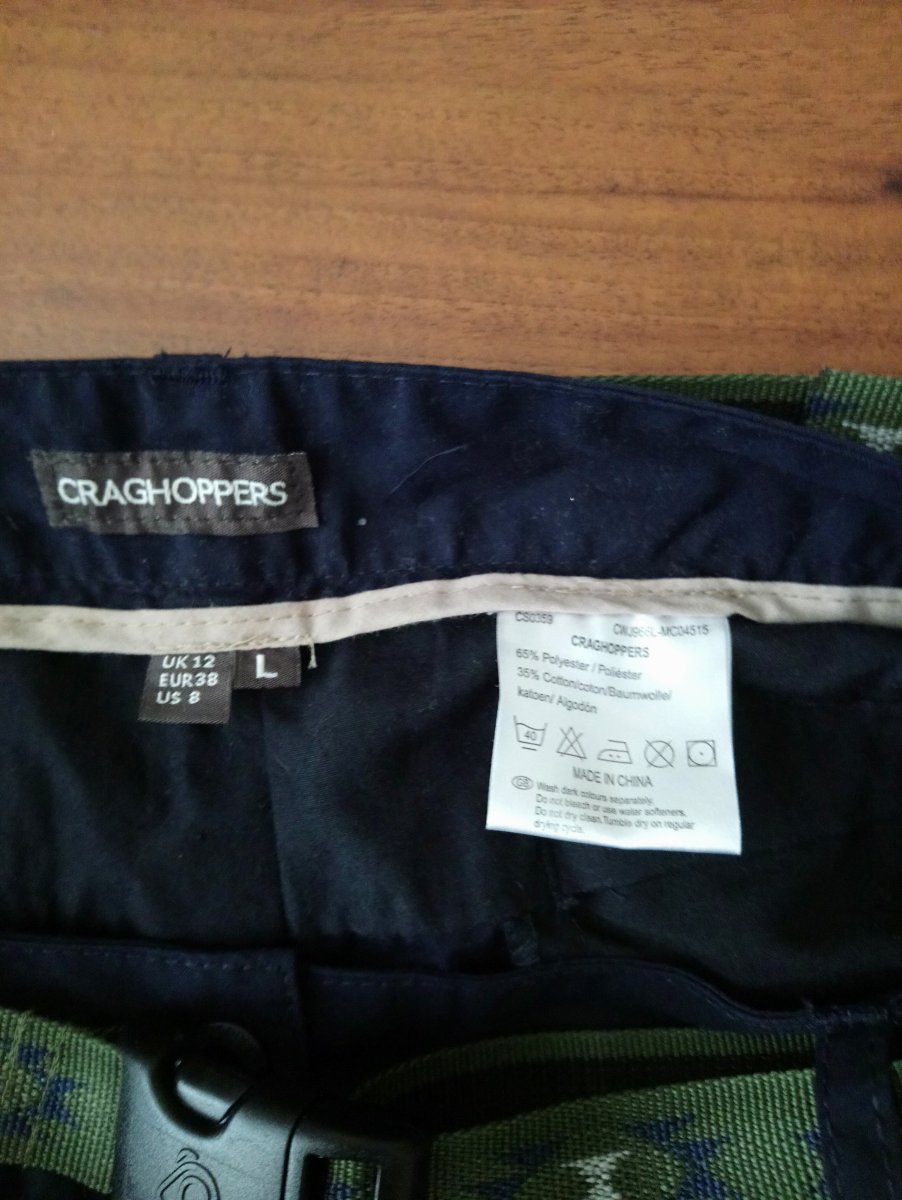 CRAGHOPPERS
UK 12
EUR 38
US 8
L
CS0359
CWJ966L-MC04515
CRAGHOPPERS
65% Polyester / Poliéster
35% Cotton/coton/Baumwolle/
katoen/ Algodón
40
MADE IN CHINA
GB Wash dark colours separately.
Do not bleach or use water softeners.
Do not dry clean.Tumble dry on regular
drying cycle.